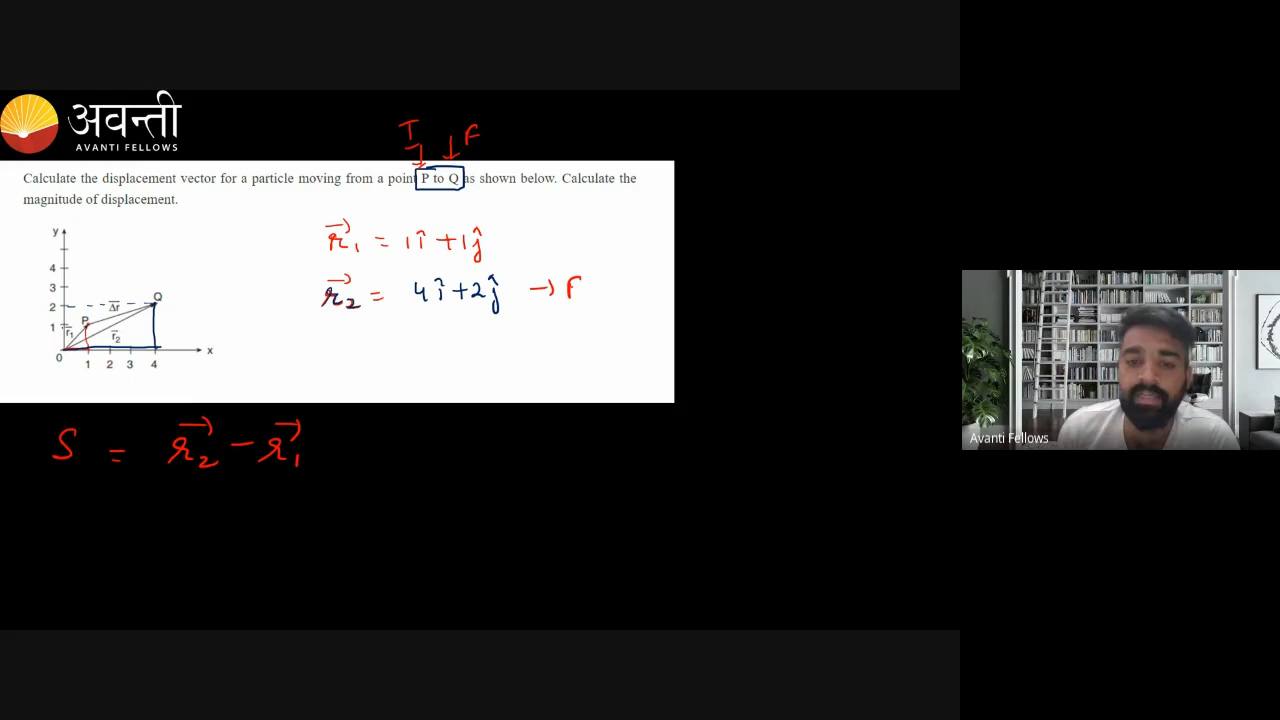 अवन्ती
AVANTI FELLOWS
I F
Calculate the displacement vector for a particle moving from a point P to Q as shown below. Calculate the
magnitude of displacement.
y
4
3
2
1
0
1 2 3 4
x
P
Q
Δr
r₁
r₂
r₁ = 1î + 1ĵ
r₂ = 4î + 2ĵ → F
S = r₂ − r₁
Avanti Fellows